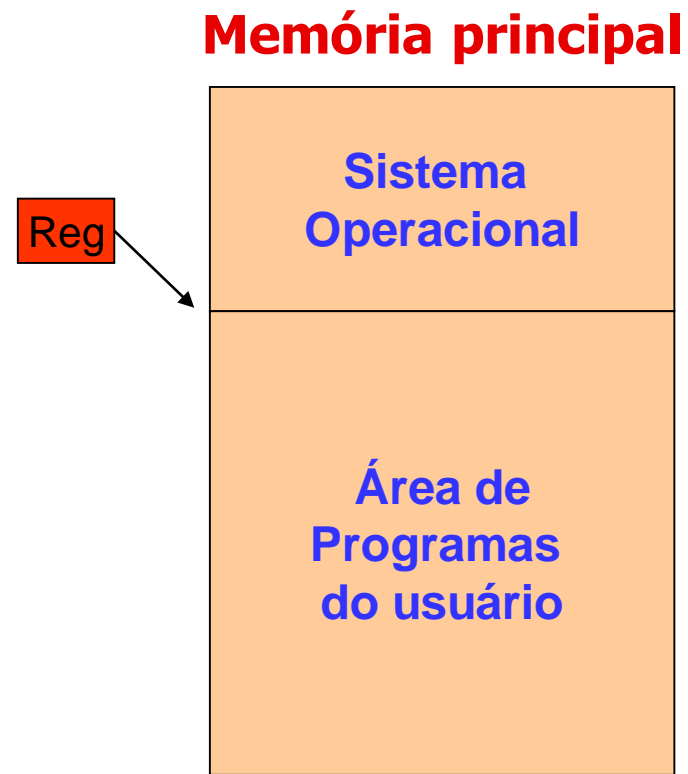 Memória principal
Sistema
Operacional
Reg
Área de
Programas
do usuário